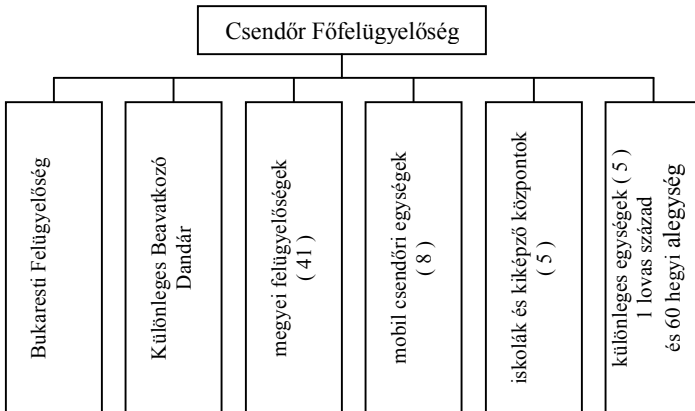 Csendőr Főfelügyelőség
Bukaresti Felügyelőség
Különleges Beavatkozó
Dandár
megyei felügyelőségek
( 41 )
mobil csendőri egységek
( 8 )
iskolák és kiképző központok
( 5 )
különleges egységek ( 5 )
1 lovas század
és 60 hegyi alegység